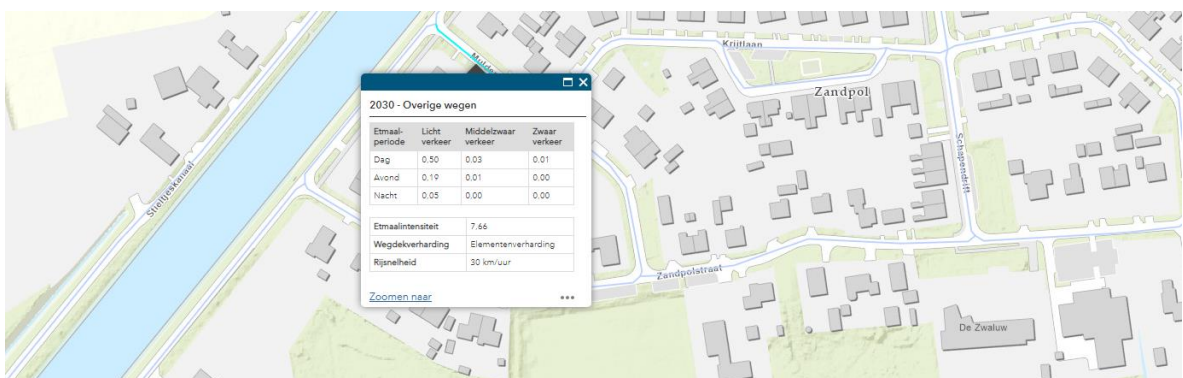 Krijtlaan
Zandpol
Schapendrift
Stieltjeskanaal
2030 - Overige wegen
Etmaal-periode Licht verkeer Middelzwaar verkeer Zwaar verkeer
Dag 0,50 0,03 0,01
Avond 0,19 0,01 0,00
Nacht 0,05 0,00 0,00
Etmaalintensiteit 7.66
Wegdekverharding Elementenverharding
Rijsnelheid 30 km/uur
Zoomen naar
Zandpolstraat
De Zwaluw